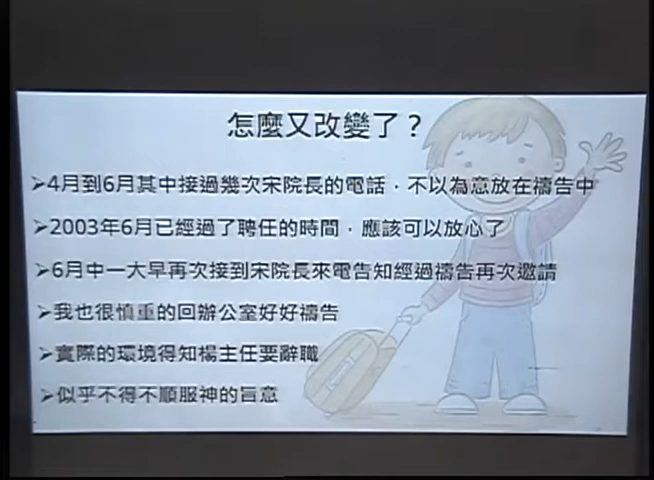 怎麼又改變了？
➢4月到6月其中接過幾次宋院長的電話，不以為意放在禱告中
➢2003年6月已經過了聘任的時間，應該可以放心了
➢6月中一大早再次接到宋院長來電告知經過禱告再次邀請
➢我也很慎重的回辦公室好好禱告
➢實際的環境得知楊主任要辭職
➢似乎不得不順服神的旨意